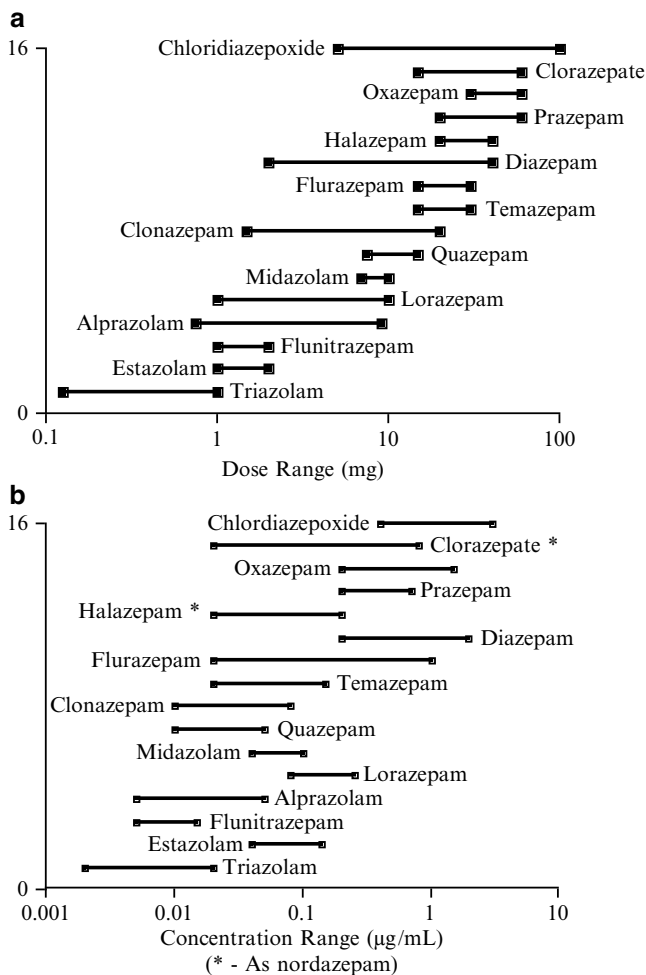 a
16
Chloridiazepoxide
Clorazepate
Oxazepam
Prazepam
Halazepam
Diazepam
Flurazepam
Temazepam
Clonazepam
Quazepam
Midazolam
Lorazepam
Alprazolam
Flunitrazepam
Estazolam
Triazolam
0
0.1 1 10 100
Dose Range (mg)
b
16
Chlordiazepoxide
Clorazepate *
Oxazepam
Prazepam
Halazepam *
Diazepam
Flurazepam
Temazepam
Clonazepam
Quazepam
Midazolam
Lorazepam
Alprazolam
Flunitrazepam
Estazolam
Triazolam
0
0.001 0.01 0.1 1 10
Concentration Range (µg/mL)
(* - As nordazepam)